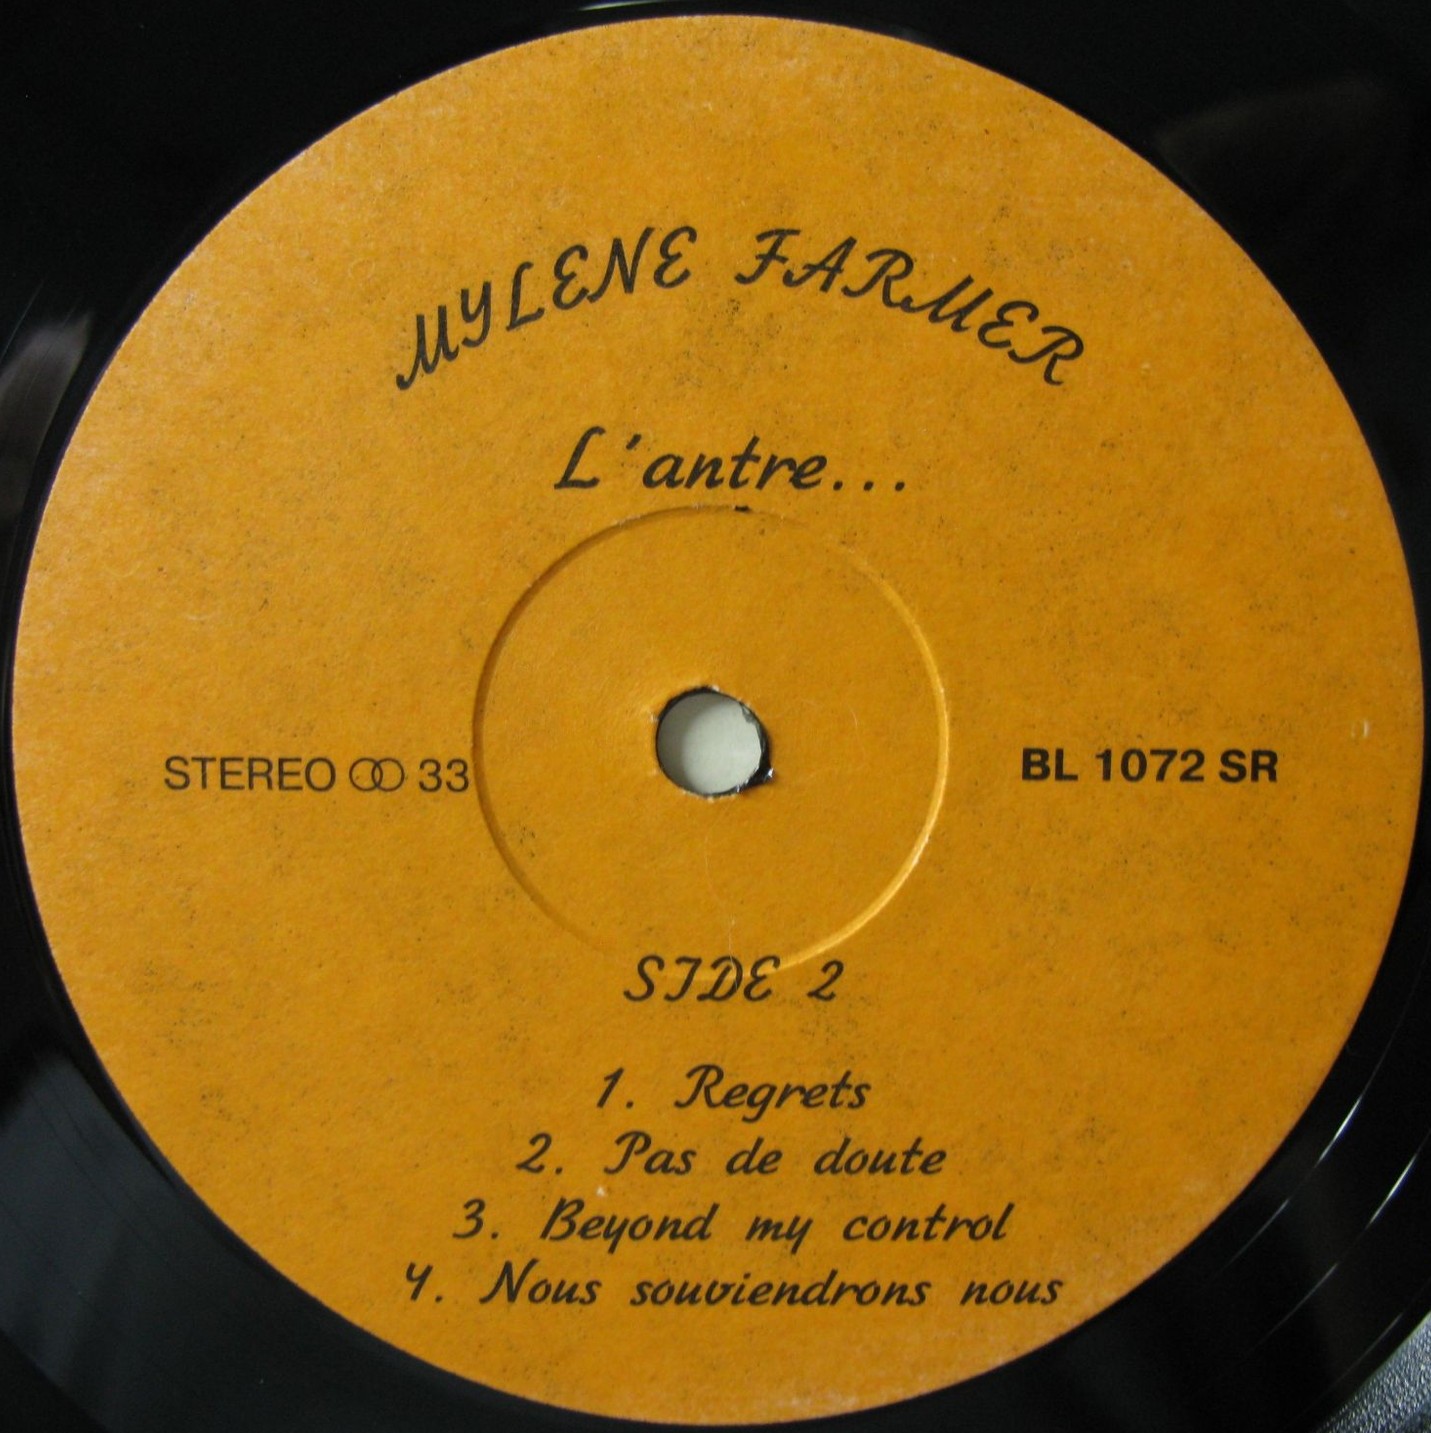 MYLENE FARMER
L'antre...
STEREO 33
BL 1072 SR
SIDE 2
1. Regrets
2. Pas de doute
3. Beyond my control
4. Nous souviendrons nous